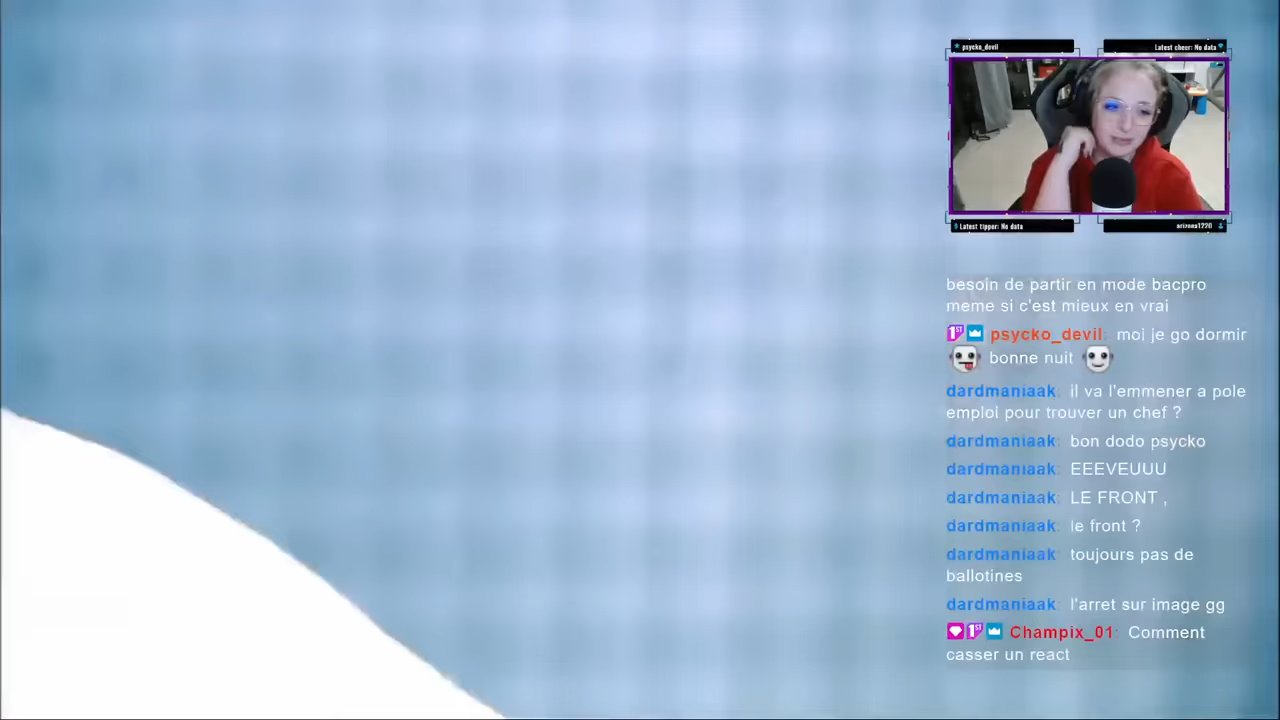 psycko_devil
Latest cheer: No data
Latest tipper: No data
arizona1220
besoin de partir en mode bacpro
meme si c'est mieux en vrai
1ST psycko_devil: moi je go dormir
bonne nuit
dardmaniaak: il va l'emmener a pole
emploi pour trouver un chef ?
dardmaniaak: bon dodo psycko
dardmaniaak: EEEVEUUU
dardmaniaak: LE FRONT ,
dardmaniaak: le front ?
dardmaniaak: toujours pas de
ballotines
dardmaniaak: l'arret sur image gg
1ST Champix_01: Comment
casser un react